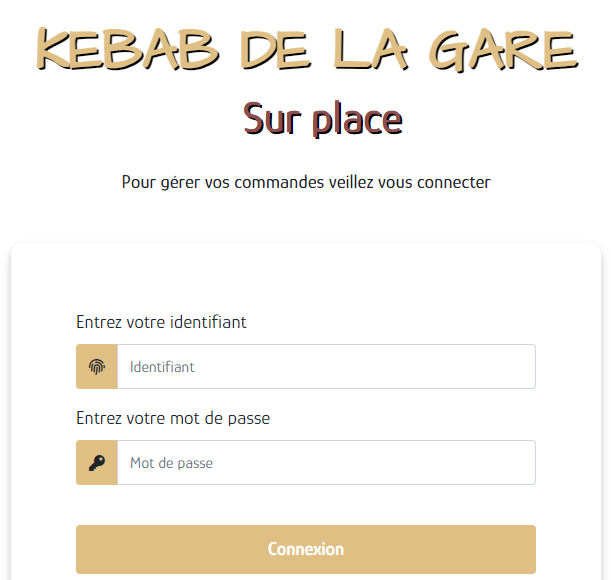 KEBAB DE LA GARE
Sur place
Pour gérer vos commandes veillez vous connecter
Entrez votre identifiant
Identifiant
Entrez votre mot de passe
Mot de passe
Connexion